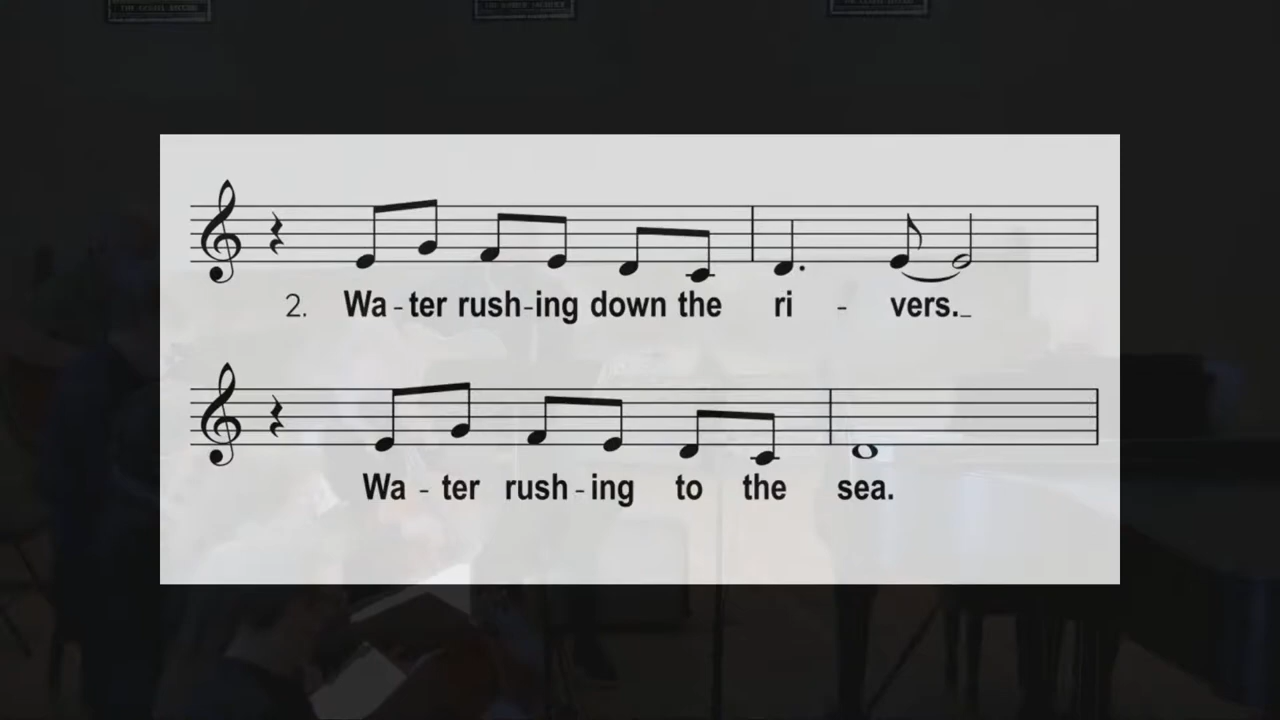 2. Wa - ter rush - ing down the ri - vers._
Wa - ter rush - ing to the sea.